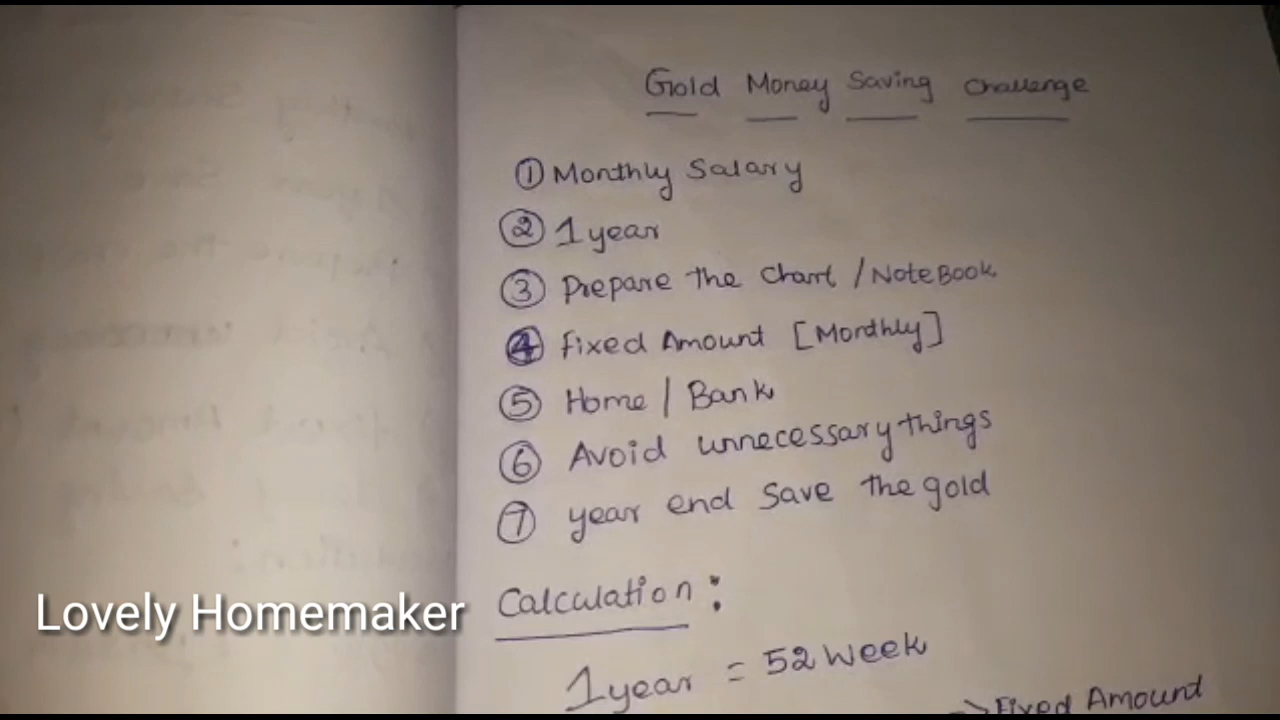 Gold Money Saving Challenge
① Monthly Salary
② 1 year
③ Prepare the chart / NoteBook
④ Fixed Amount [Monthly]
⑤ Home / Bank
⑥ Avoid unnecessary things
⑦ year end save the gold
Lovely Homemaker
Calculation :
1 year = 52 week
-> Fixed Amount